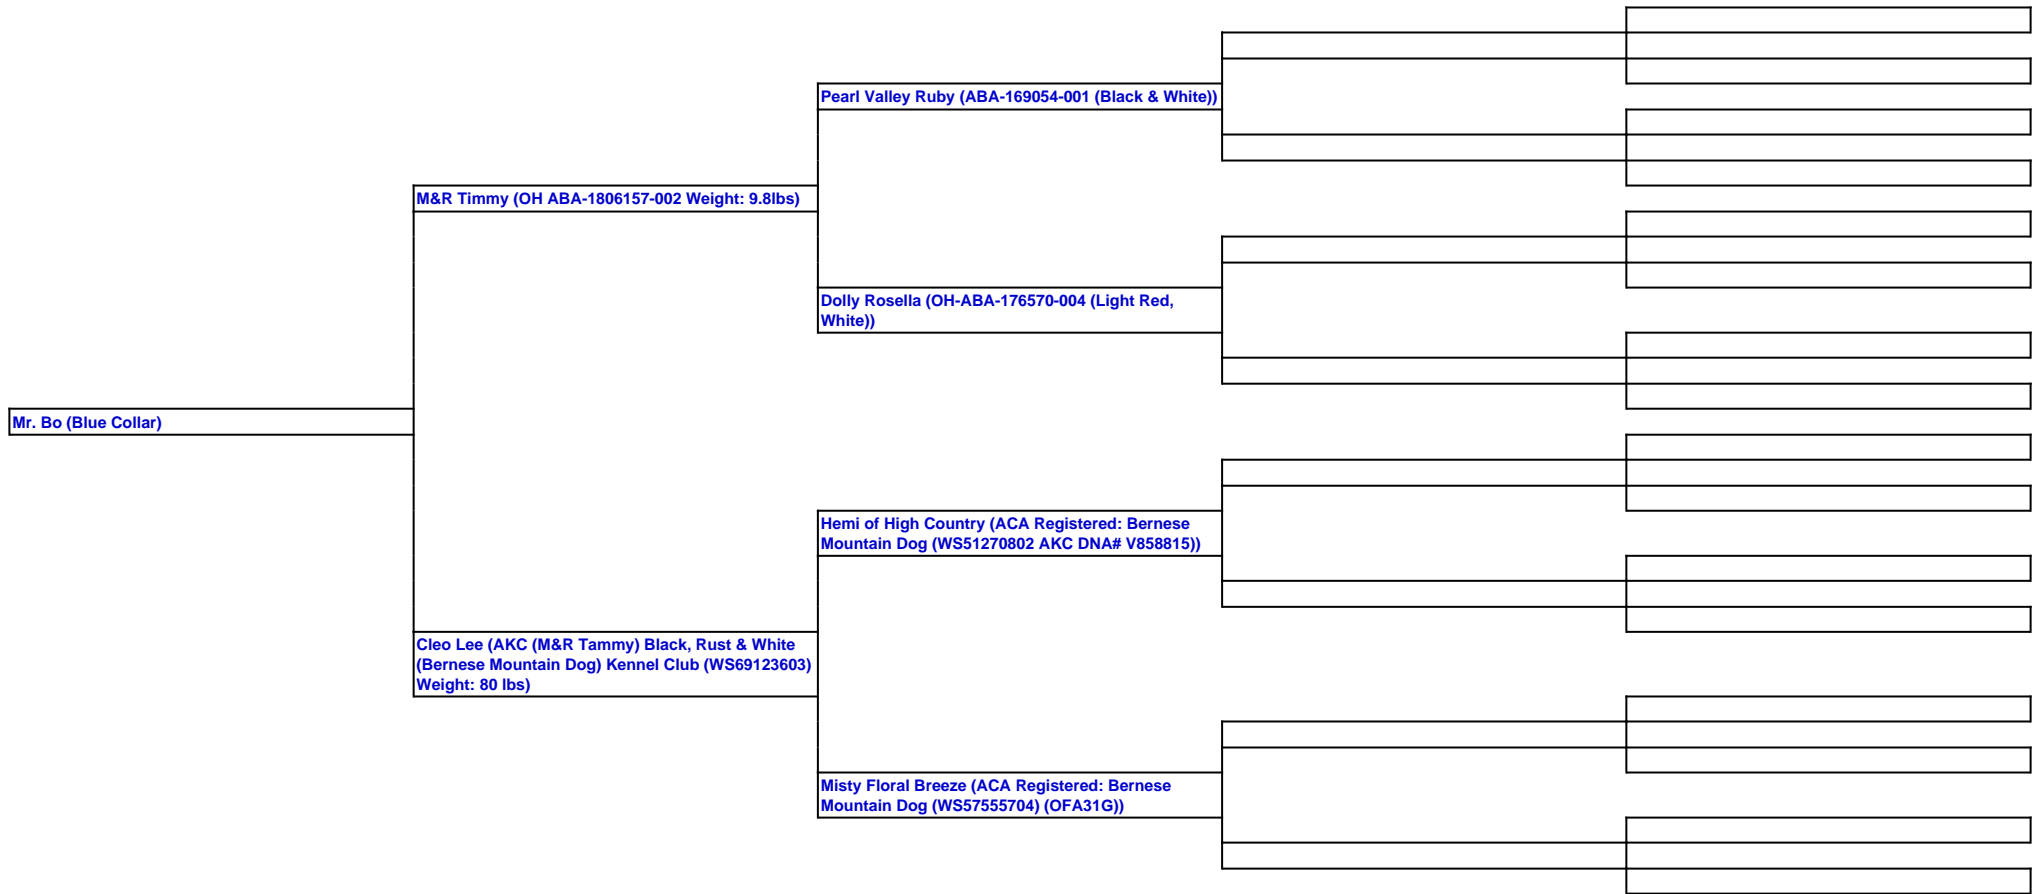 Pearl Valley Ruby (ABA-169054-001 (Black & White))
M&R Timmy (OH ABA-1806157-002 Weight: 9.8lbs)
Dolly Rosella (OH-ABA-176570-004 (Light Red,
White))
Mr. Bo (Blue Collar)
Hemi of High Country (ACA Registered: Bernese
Mountain Dog (WS51270802 AKC DNA# V858815))
Cleo Lee (AKC (M&R Tammy) Black, Rust & White
(Bernese Mountain Dog) Kennel Club (WS69123603)
Weight: 80 lbs)
Misty Floral Breeze (ACA Registered: Bernese
Mountain Dog (WS57555704) (OFA31G))